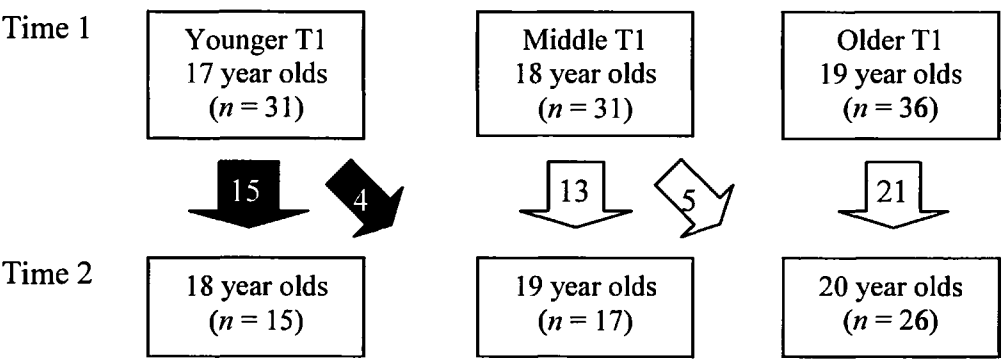 Time 1
Younger T1
17 year olds
(n = 31)
Middle T1
18 year olds
(n = 31)
Older T1
19 year olds
(n = 36)
15
4
13
5
21
Time 2
18 year olds
(n = 15)
19 year olds
(n = 17)
20 year olds
(n = 26)